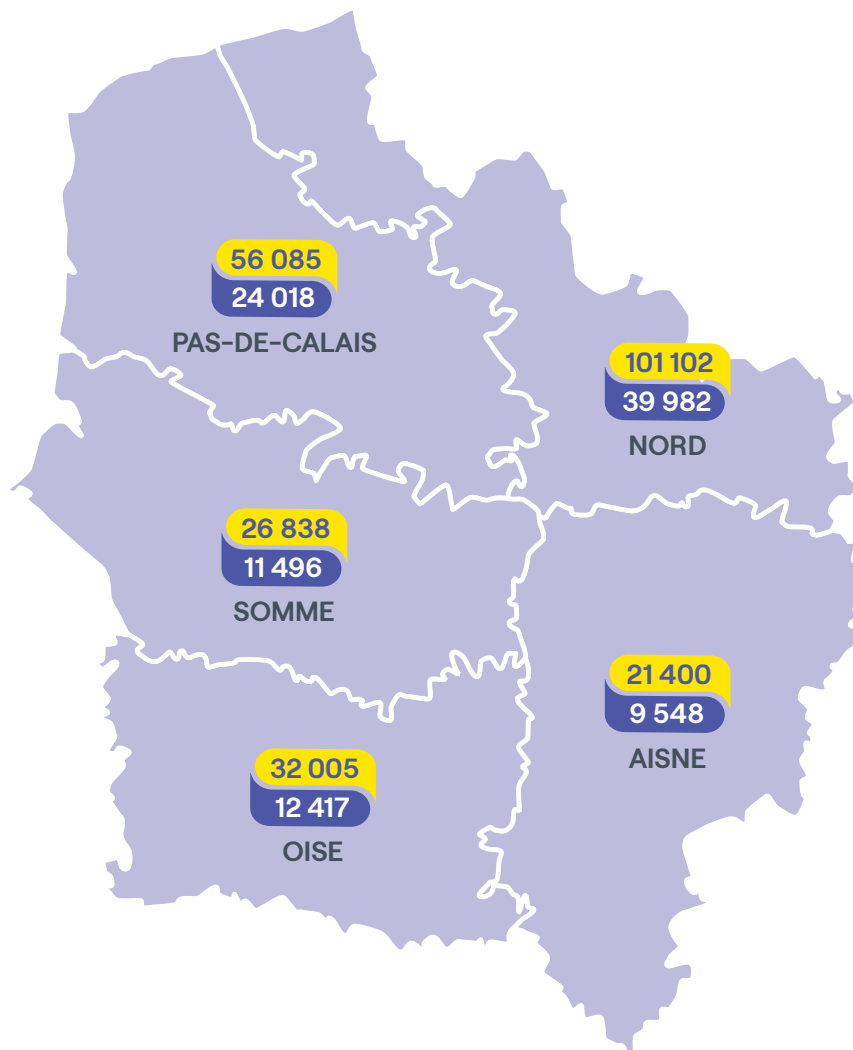 56 085
24 018
PAS-DE-CALAIS
101 102
39 982
NORD
26 838
11 496
SOMME
21 400
9 548
AISNE
32 005
12 417
OISE